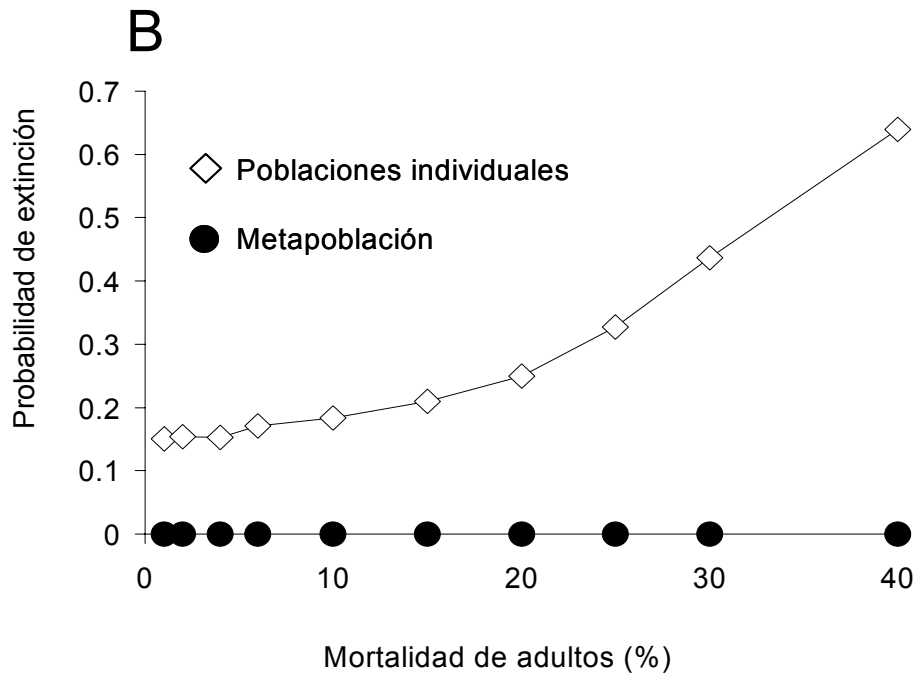 B
0.7
0.6
0.5
0.4
0.3
0.2
0.1
0
Probabilidad de extinción
Poblaciones individuales
Metapoblación
0 10 20 30 40
Mortalidad de adultos (%)